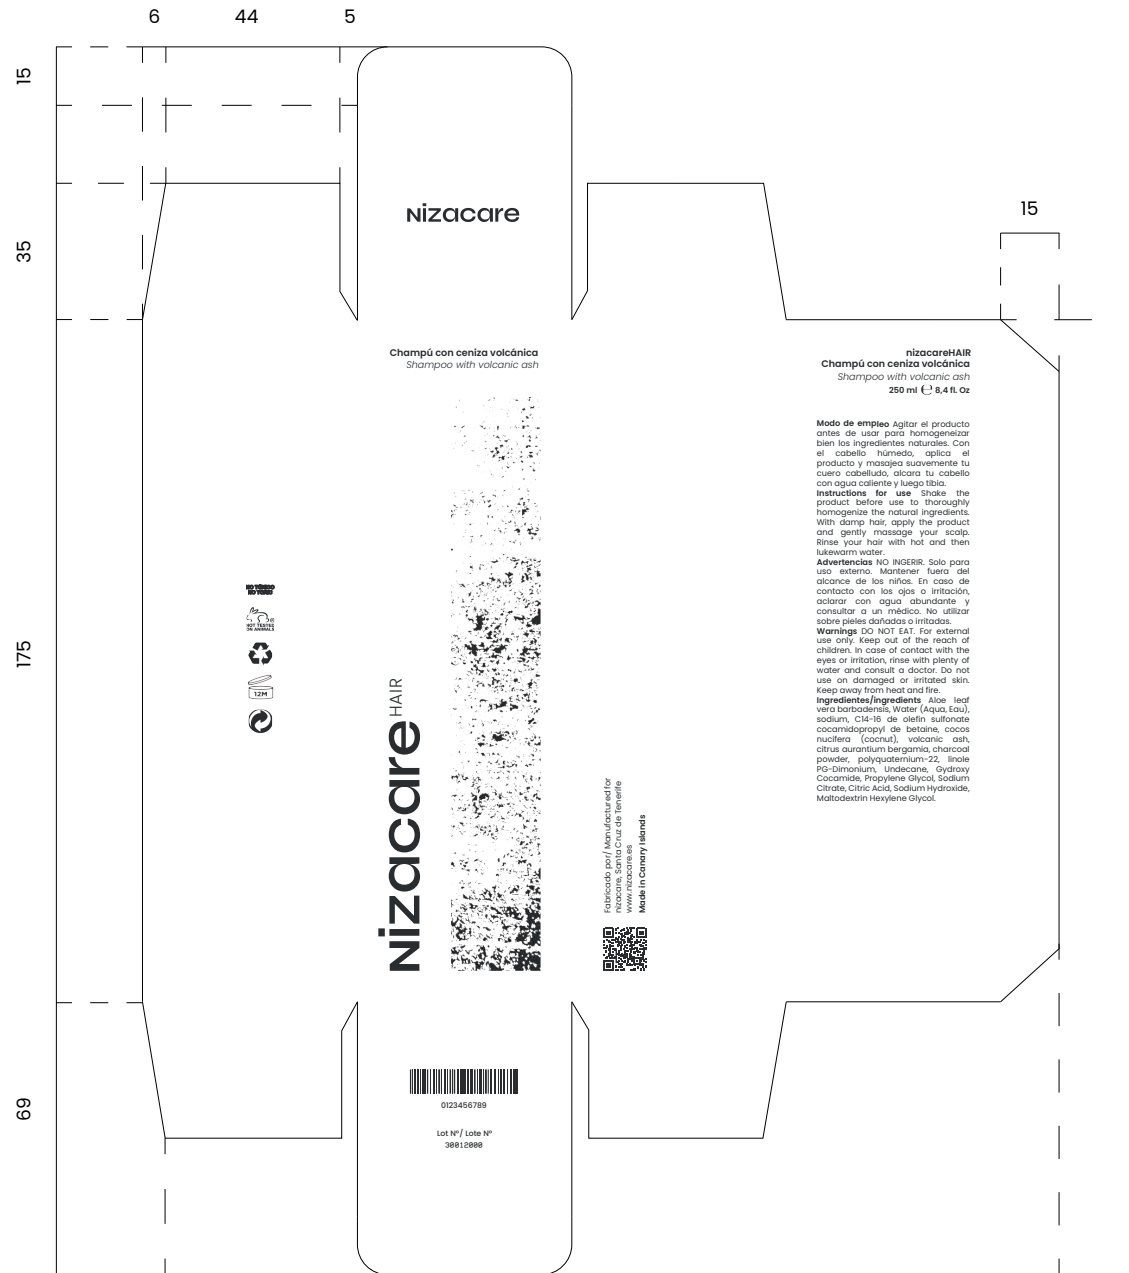 6 44 5
15
35
175
69
15
nizacare
Champú con ceniza volcánica
Shampoo with volcanic ash
nizacareHAIR
NO TÓXICO
NO TOXIC
NOT TESTED
ON ANIMALS
12M
Fabricado por/ Manufactured for
nizacare, Santa Cruz de Tenerife
www.nizacare.es
Made in Canary Islands
nizacareHAIR
Champú con ceniza volcánica
Shampoo with volcanic ash
250 ml ℮ 8,4 fl. Oz
Modo de empleo Agitar el producto
antes de usar para homogeneizar
bien los ingredientes naturales. Con
el cabello húmedo, aplica el
producto y masajea suavemente tu
cuero cabelludo, alcara tu cabello
con agua caliente y luego tibia.
Instructions for use Shake the
product before use to thoroughly
homogenize the natural ingredients.
With damp hair, apply the product
and gently massage your scalp.
Rinse your hair with hot and then
lukewarm water.
Advertencias NO INGERIR. Solo para
uso externo. Mantener fuera del
alcance de los niños. En caso de
contacto con los ojos o irritación,
aclarar con agua abundante y
consultar a un médico. No utilizar
sobre pieles dañadas o irritadas.
Warnings DO NOT EAT. For external
use only. Keep out of the reach of
children. In case of contact with the
eyes or irritation, rinse with plenty of
water and consult a doctor. Do not
use on damaged or irritated skin.
Keep away from heat and fire.
Ingredientes/ingredients Aloe leaf
vera barbadensis, Water (Aqua, Eau),
sodium, C14-16 de olefin sulfonate
cocamidopropyl de betaine, cocos
nucifera (cocnut), volcanic ash,
citrus aurantium bergamia, charcoal
powder, polyquaternium-22, linole
PG-Dimonium, Undecane, Gydroxy
Cocamide, Propylene Glycol, Sodium
Citrate, Citric Acid, Sodium Hydroxide,
Maltodextrin Hexylene Glycol.
0123456789
Lot Nº/ Lote Nº
30012000